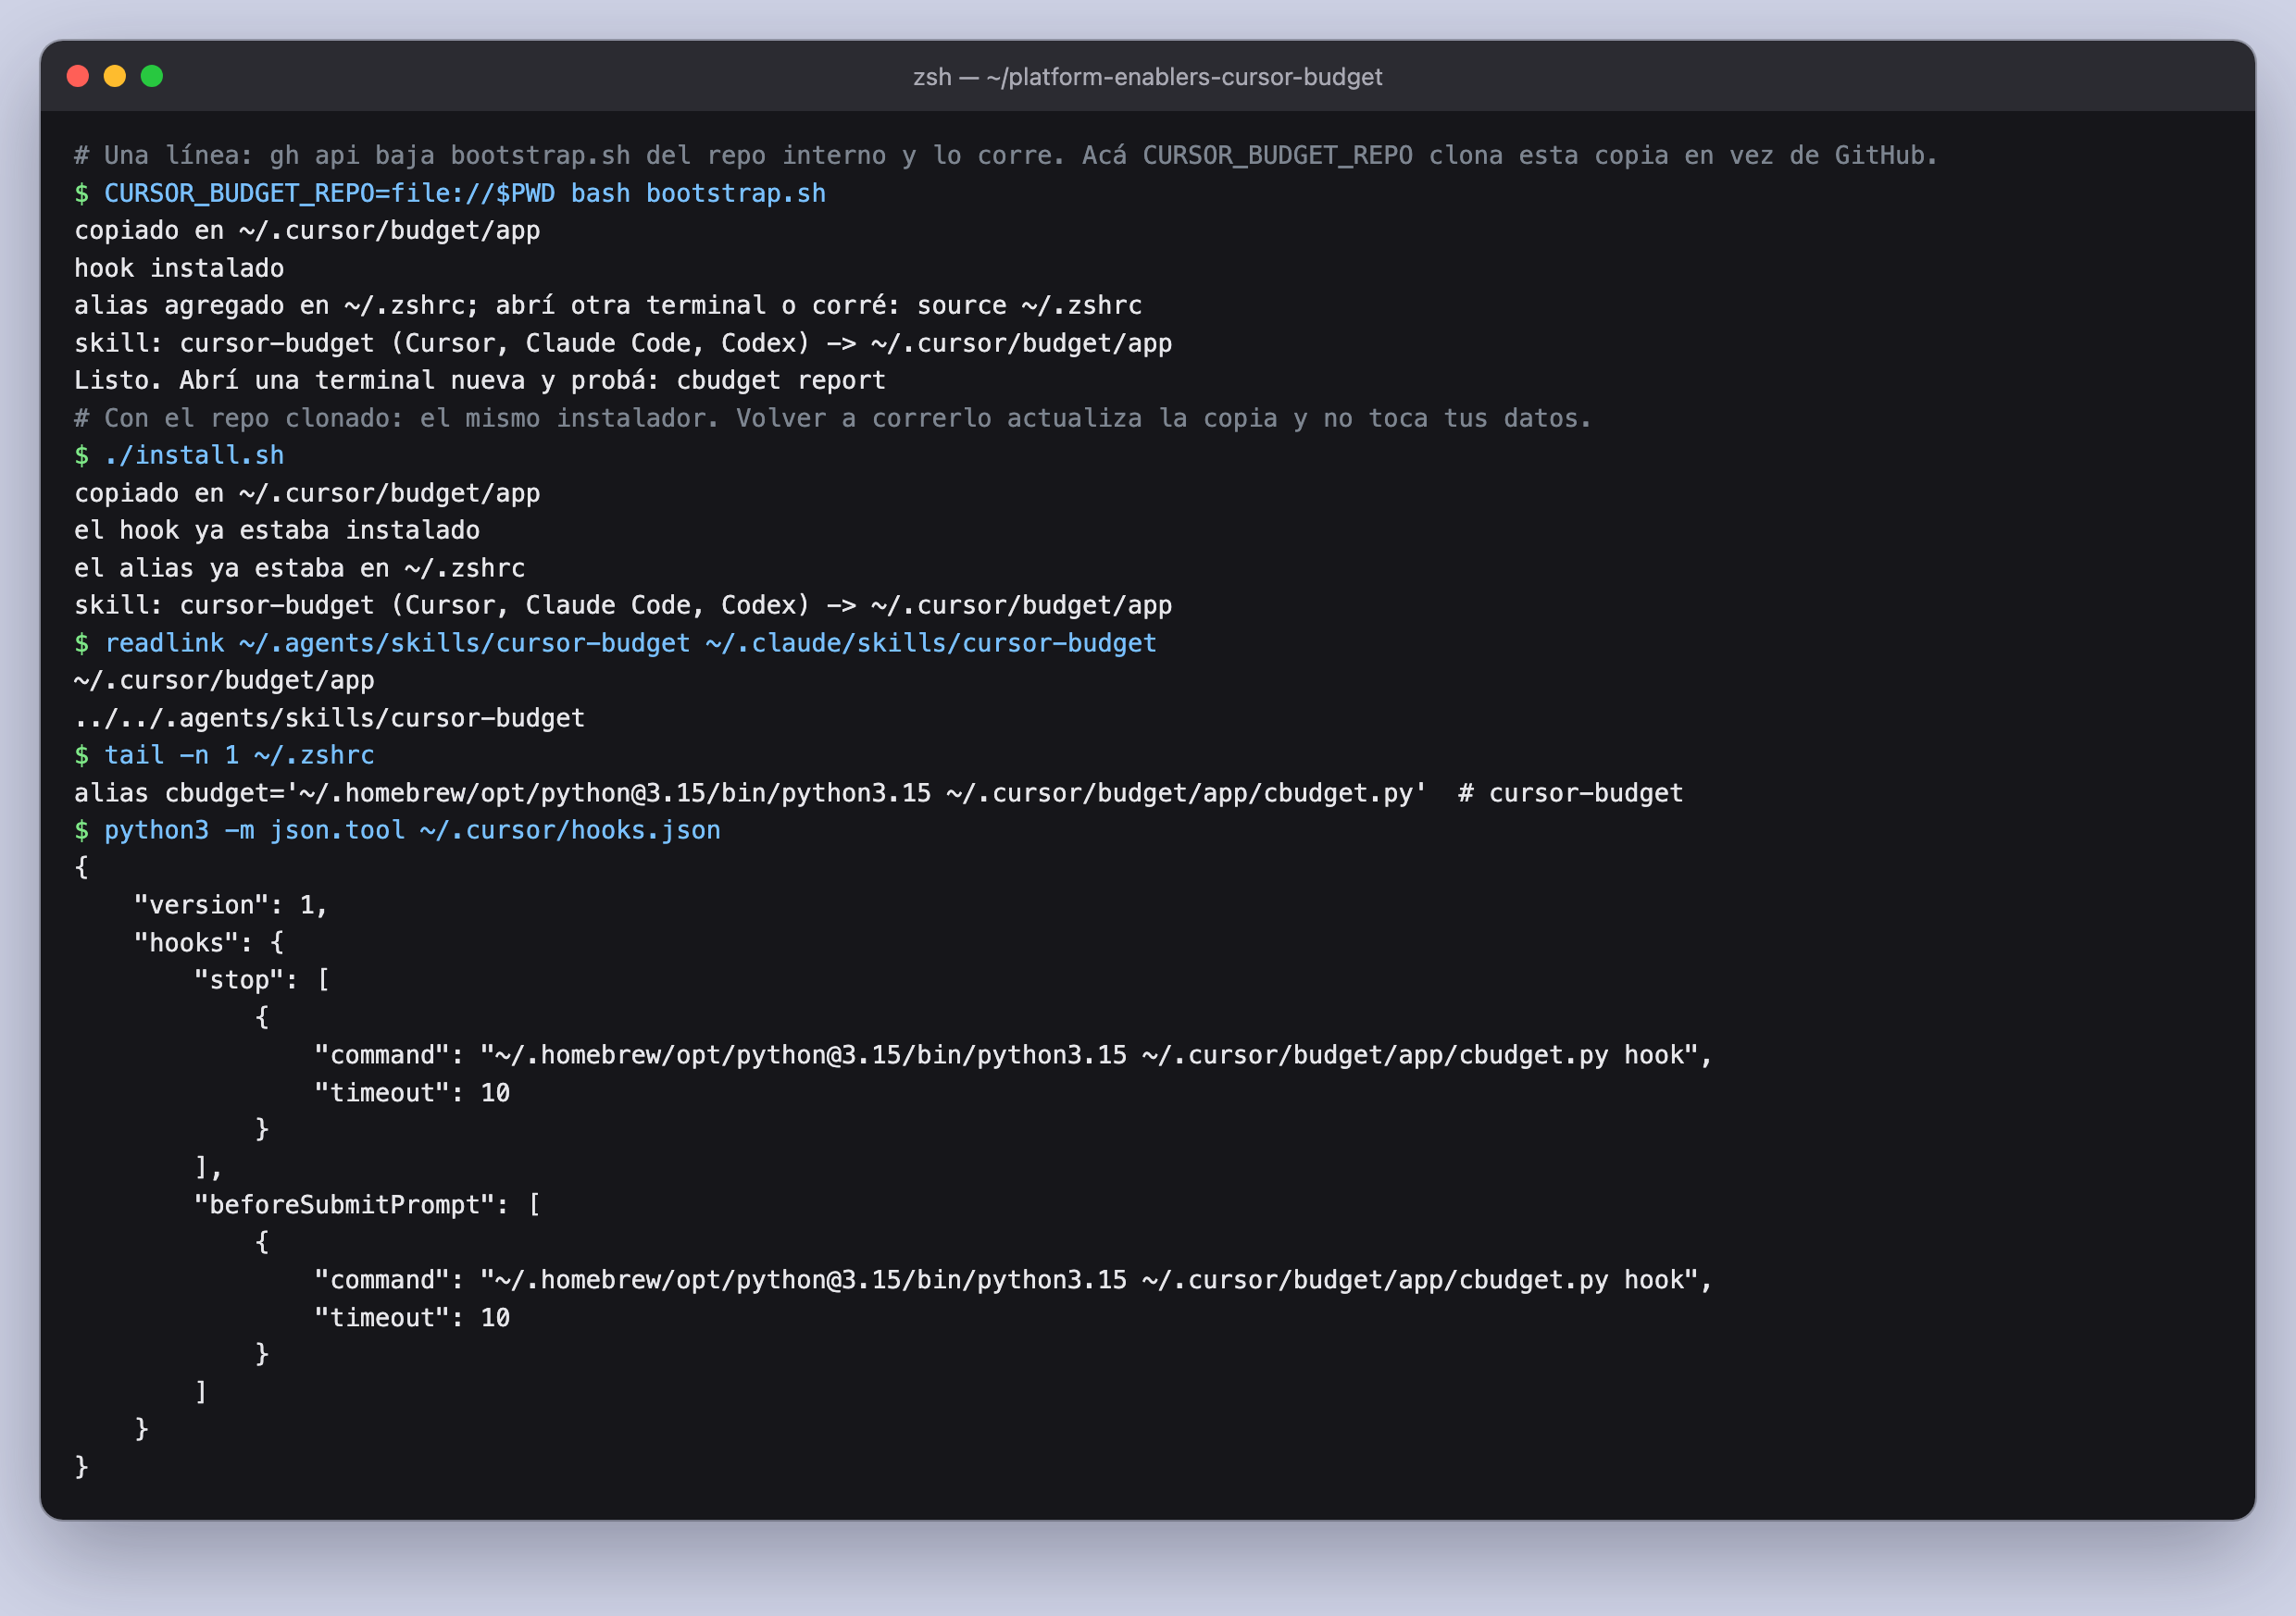 zsh — ~/platform-enablers-cursor-budget
# Una línea: gh api baja bootstrap.sh del repo interno y lo corre. Acá CURSOR_BUDGET_REPO clona esta copia en vez de GitHub.
$ CURSOR_BUDGET_REPO=file://$PWD bash bootstrap.sh
copiado en ~/.cursor/budget/app
hook instalado
alias agregado en ~/.zshrc; abrí otra terminal o corré: source ~/.zshrc
skill: cursor-budget (Cursor, Claude Code, Codex) -> ~/.cursor/budget/app
Listo. Abrí una terminal nueva y probá: cbudget report
# Con el repo clonado: el mismo instalador. Volver a correrlo actualiza la copia y no toca tus datos.
$ ./install.sh
copiado en ~/.cursor/budget/app
el hook ya estaba instalado
el alias ya estaba en ~/.zshrc
skill: cursor-budget (Cursor, Claude Code, Codex) -> ~/.cursor/budget/app
$ readlink ~/.agents/skills/cursor-budget ~/.claude/skills/cursor-budget
~/.cursor/budget/app
../../.agents/skills/cursor-budget
$ tail -n 1 ~/.zshrc
alias cbudget='~/.homebrew/opt/python@3.15/bin/python3.15 ~/.cursor/budget/app/cbudget.py'  # cursor-budget
$ python3 -m json.tool ~/.cursor/hooks.json
{
    "version": 1,
    "hooks": {
        "stop": [
            {
                "command": "~/.homebrew/opt/python@3.15/bin/python3.15 ~/.cursor/budget/app/cbudget.py hook",
                "timeout": 10
            }
        ],
        "beforeSubmitPrompt": [
            {
                "command": "~/.homebrew/opt/python@3.15/bin/python3.15 ~/.cursor/budget/app/cbudget.py hook",
                "timeout": 10
            }
        ]
    }
}